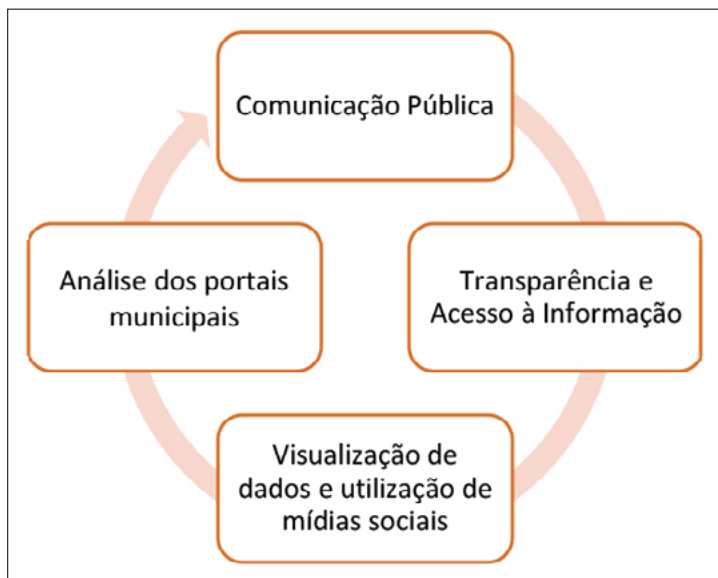 Comunicação Pública
Transparência e
Acesso à Informação
Visualização de
dados e utilização de
mídias sociais
Análise dos portais
municipais